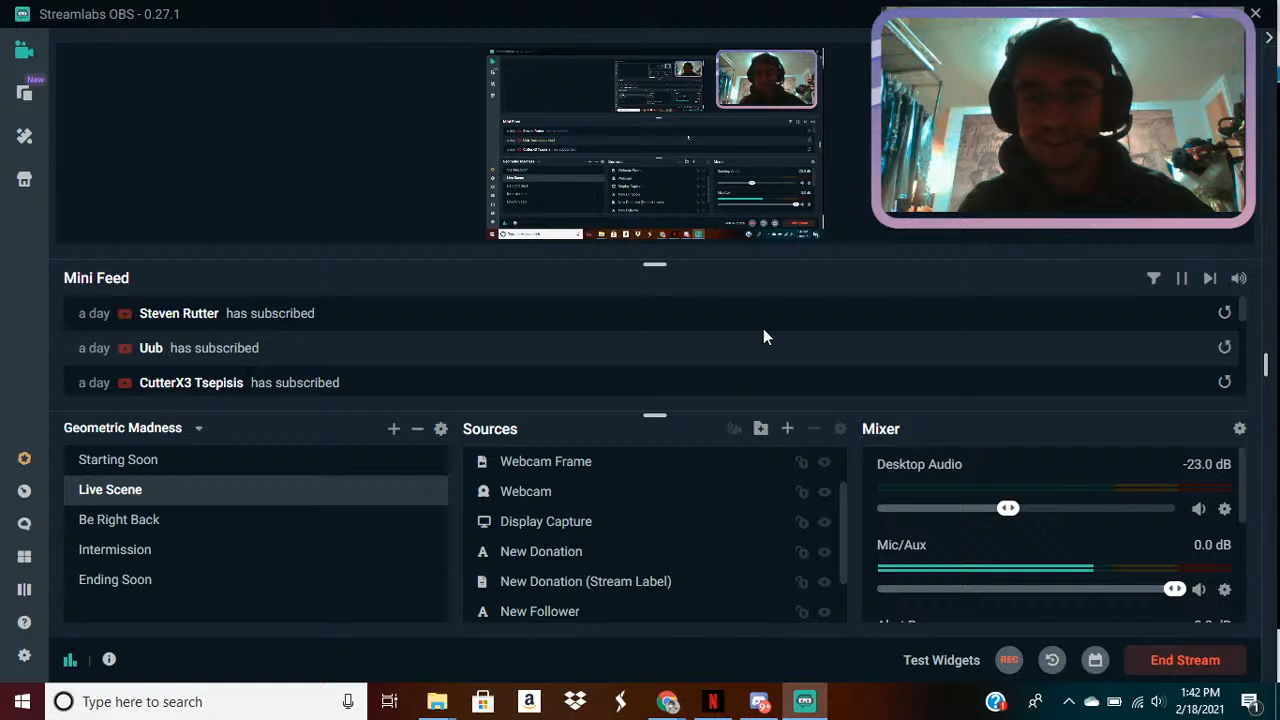 Streamlabs OBS - 0.27.1
New
Mini Feed
a day Steven Rutter has subscribed
a day Uub has subscribed
a day CutterX3 Tsepisis has subscribed
Geometric Madness
Starting Soon
Live Scene
Be Right Back
Intermission
Ending Soon
Sources
Webcam Frame
Webcam
Display Capture
New Donation
New Donation (Stream Label)
New Follower
Mixer
Desktop Audio -23.0 dB
Mic/Aux 0.0 dB
Test Widgets REC End Stream
Type here to search
1:42 PM
2/18/2021